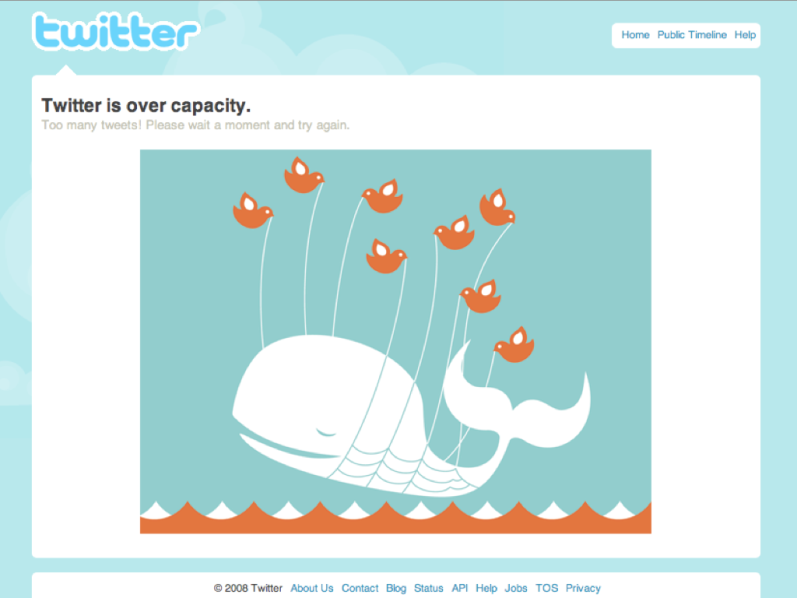 twitter
Home Public Timeline Help
Twitter is over capacity.
Too many tweets! Please wait a moment and try again.
© 2008 Twitter About Us Contact Blog Status API Help Jobs TOS Privacy